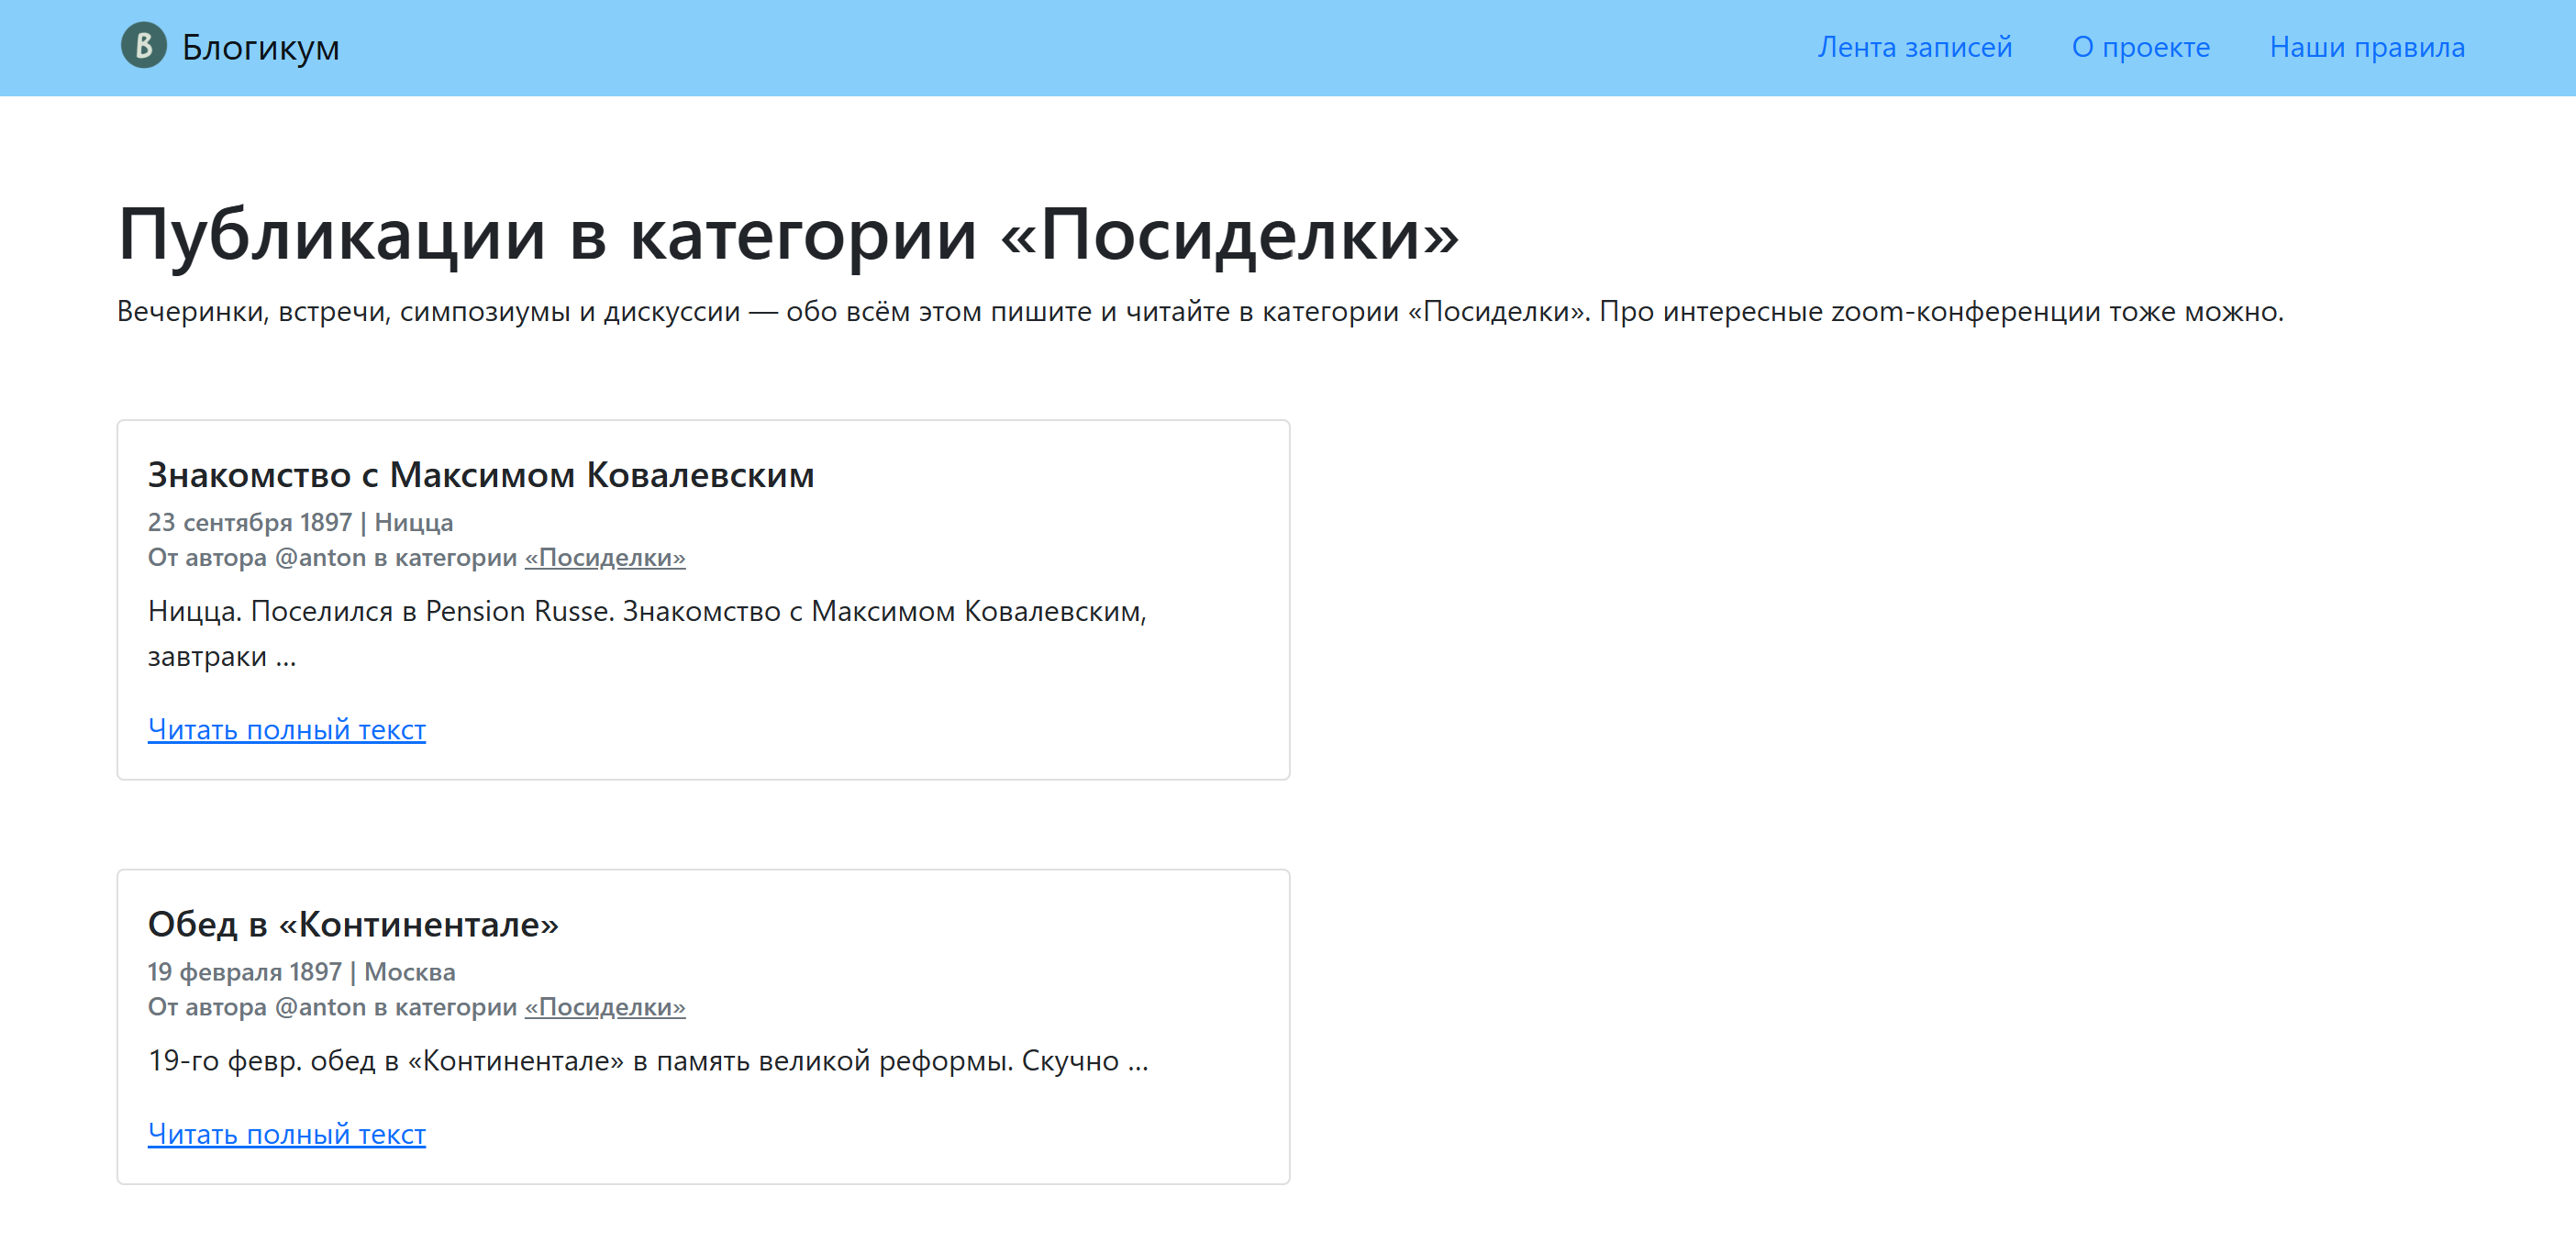 B Блогикум
Лента записей О проекте Наши правила
Публикации в категории «Посиделки»
Вечеринки, встречи, симпозиумы и дискуссии — обо всём этом пишите и читайте в категории «Посиделки». Про интересные zoom-конференции тоже можно.
Знакомство с Максимом Ковалевским
23 сентября 1897 | Ницца
От автора @anton в категории «Посиделки»
Ницца. Поселился в Pension Russe. Знакомство с Максимом Ковалевским,
завтраки …
Читать полный текст
Обед в «Континентале»
19 февраля 1897 | Москва
От автора @anton в категории «Посиделки»
19-го февр. обед в «Континентале» в память великой реформы. Скучно …
Читать полный текст